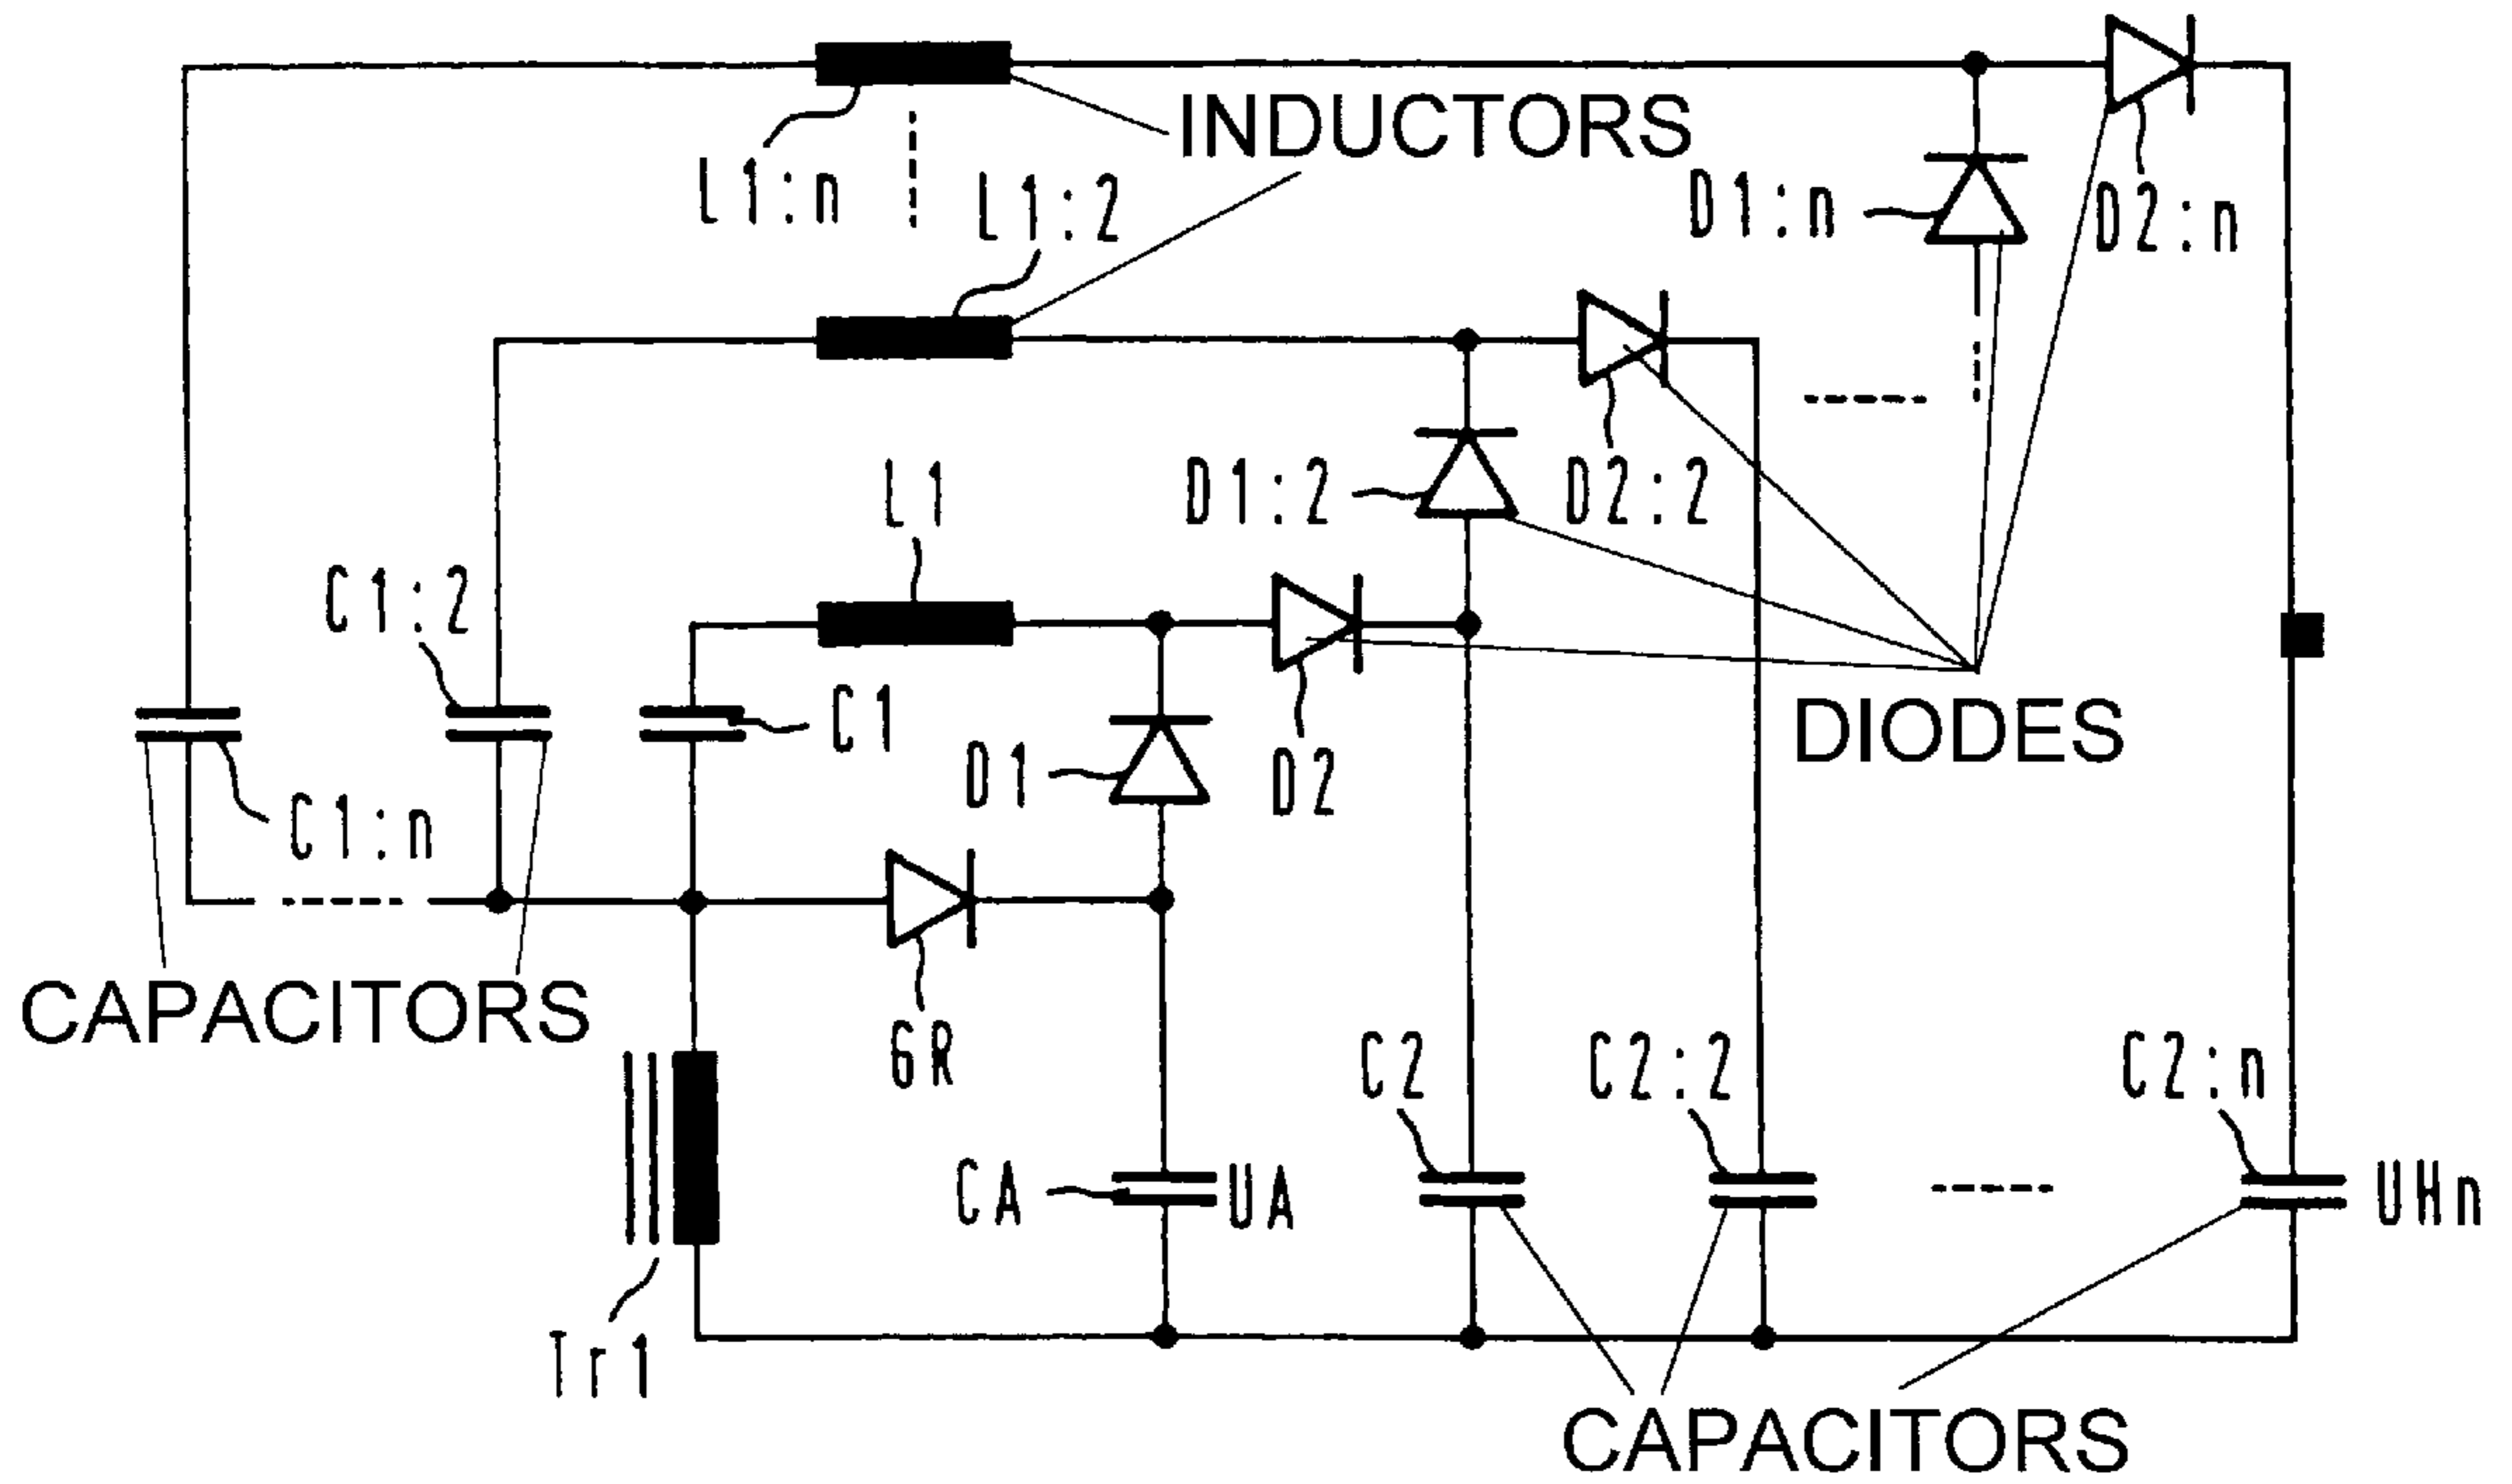 INDUCTORS
L1:n
L1:2
D1:n
D2:n
L1
D1:2
D2:2
C1:2
C1
D1
D2
DIODES
C1:n
CAPACITORS
GR
C2
C2:2
C2:n
CA
UA
UHn
Tr1
CAPACITORS